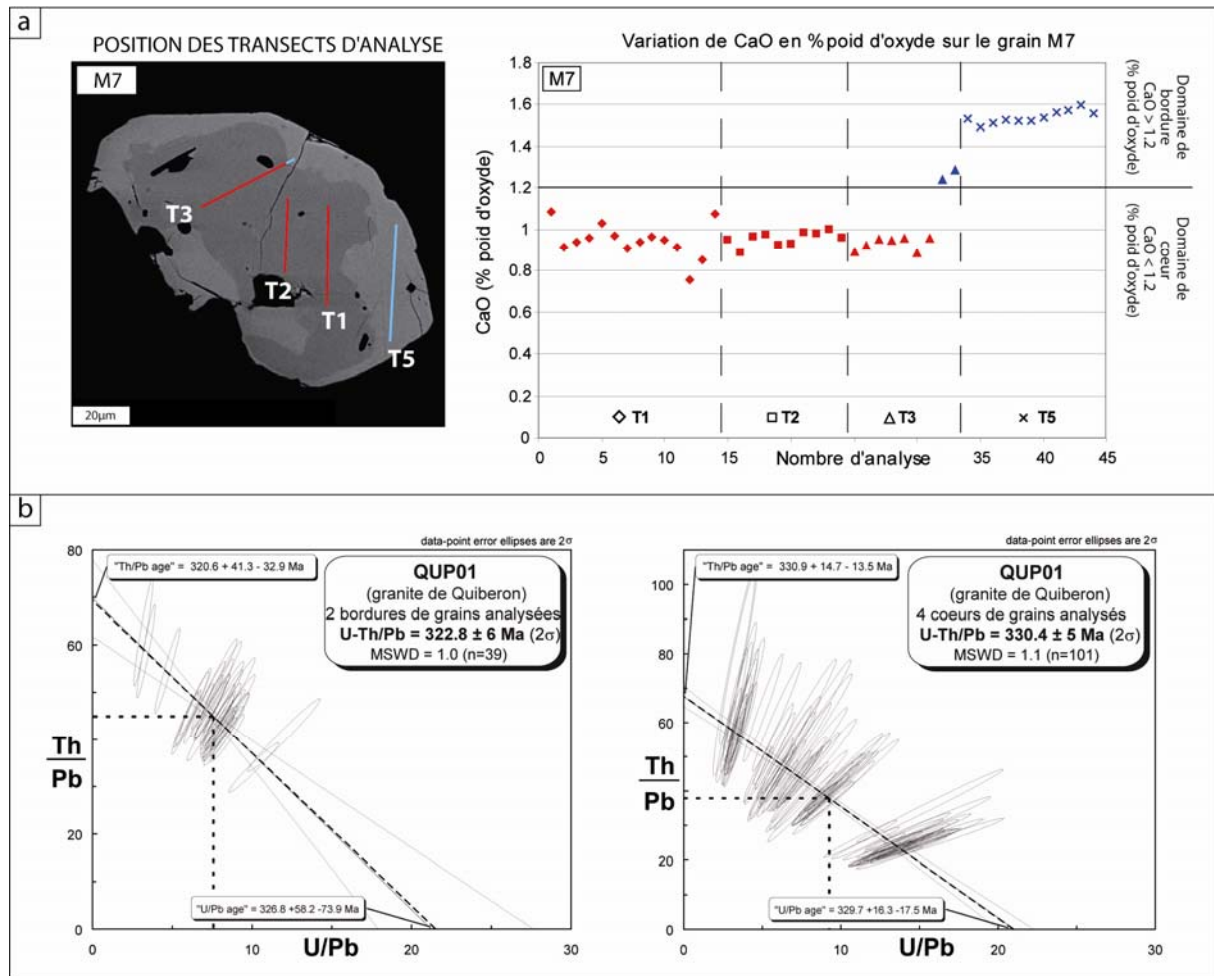 a
POSITION DES TRANSECTS D'ANALYSE
M7
T3
T2
T1
T5
20µm
Variation de CaO en %poid d'oxyde sur le grain M7
M7
CaO (% poid d'oxyde)
1.8
1.6
1.4
1.2
1
0.8
0.6
0.4
0.2
0
T1
T2
T3
T5
0 5 10 15 Nombre d'analyse 35 40 45
Domaine de
bordure
CaO > 1.2
(% poid d'oxyde)
Domaine de
coeur
CaO < 1.2
(% poid d'oxyde)
b
data-point error ellipses are 2σ
"Th/Pb age" = 320.6 + 41.3 - 32.9 Ma
QUP01
(granite de Quiberon)
2 bordures de grains analysées
U-Th/Pb = 322.8 ± 6 Ma (2σ)
MSWD = 1.0 (n=39)
80
60
Th
Pb
20
0
"U/Pb age" = 326.8 +58.2 -73.9 Ma
0 10 U/Pb 20 30
data-point error ellipses are 2σ
"Th/Pb age" = 330.9 + 14.7 - 13.5 Ma
QUP01
(granite de Quiberon)
4 coeurs de grains analysés
U-Th/Pb = 330.4 ± 5 Ma (2σ)
MSWD = 1.1 (n=101)
100
80
60
Th
Pb
20
0
"U/Pb age" = 329.7 +16.3 -17.5 Ma
0 10 U/Pb 20 30